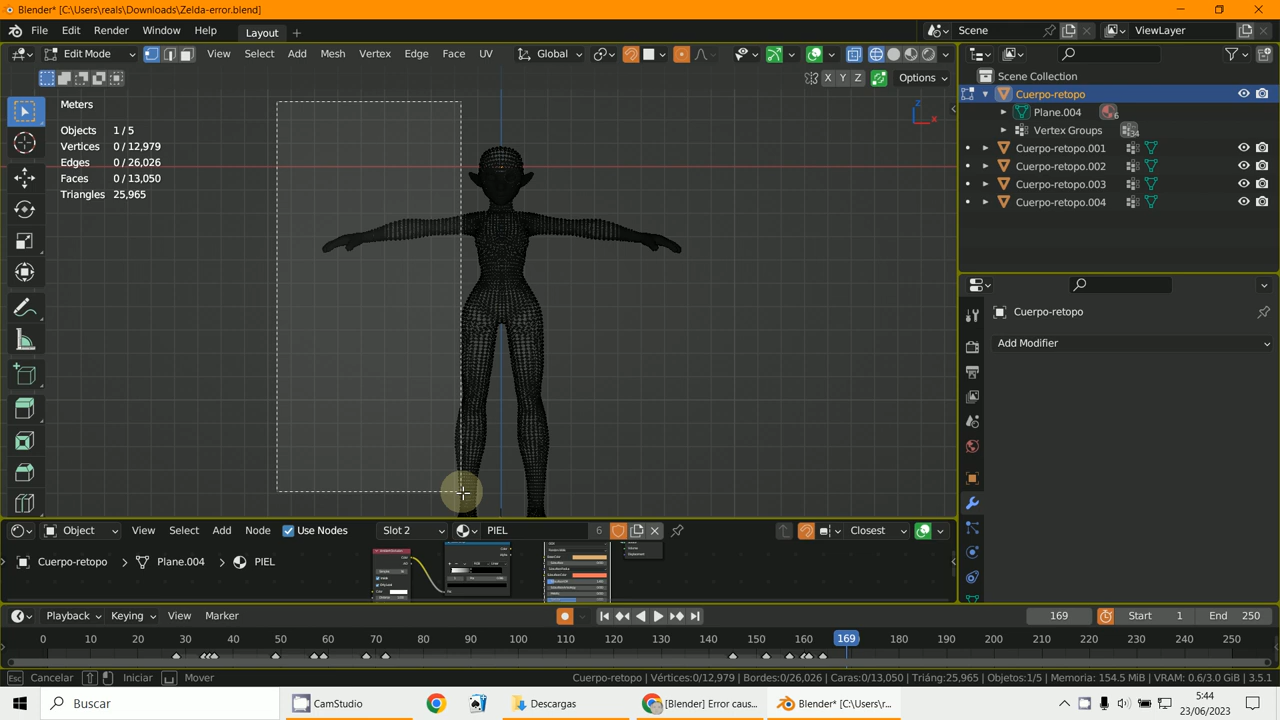 Blender* [C:\Users\reals\Downloads\Zelda-error.blend]
File Edit Render Window Help Layout Scene ViewLayer
Edit Mode View Select Add Mesh Vertex Edge Face UV Global
X Y Z Options
Meters
Objects 1 / 5
Vertices 0 / 12,979
Edges 0 / 26,026
Faces 0 / 13,050
Triangles 25,965
Z
Scene Collection
Cuerpo-retopo
Plane.004 6
Vertex Groups 34
Cuerpo-retopo.001
Cuerpo-retopo.002
Cuerpo-retopo.003
Cuerpo-retopo.004
Cuerpo-retopo
Add Modifier
Object View Select Add Node Use Nodes Slot 2 PIEL 6 Closest
Cuerpo-retopo Plane.004 PIEL
Playback Keying View Marker 169 Start 1 End 250
0 10 20 30 40 50 60 70 80 90 100 110 120 130 140 150 160 169 180 190 200 210 220 230 240 250
Esc Cancelar Iniciar Mover Cuerpo-retopo | Vértices:0/12,979 | Bordes:0/26,026 | Caras:0/13,050 | Triáng:25,965 | Objetos:1/5 | Memoria: 154.5 MiB | VRAM: 0.6/3.0 GiB | 3.5.1
Buscar CamStudio Descargas [Blender] Error caus... Blender* [C:\Users\r... 5:44
23/06/2023